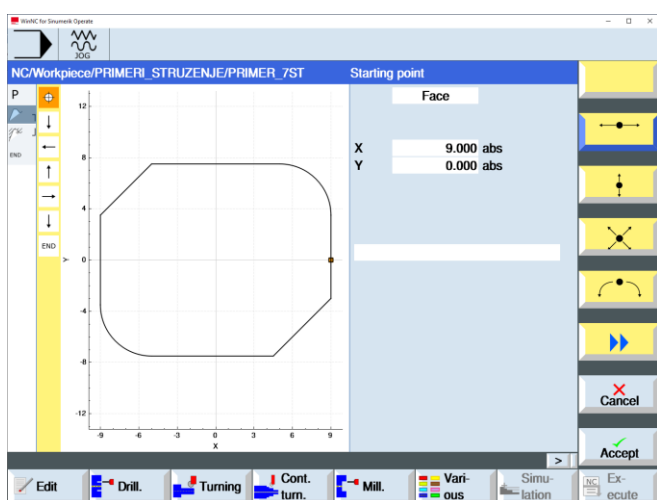 WinNC for Sinumerik Operate
JOG
NC/Workpiece/PRIMERI_STRUZENJE/PRIMER_7ST
Starting point
P
END
END
Face
X 9.000 abs
Y 0.000 abs
12
8
4
0
-4
-8
-12
Y
-9 -6 -3 0 3 6 9
X
Cancel
Accept
>
Edit
Drill.
Turning
Cont.
turn.
Mill.
Vari-
ous
Simu-
lation
NC
Ex-
ecute